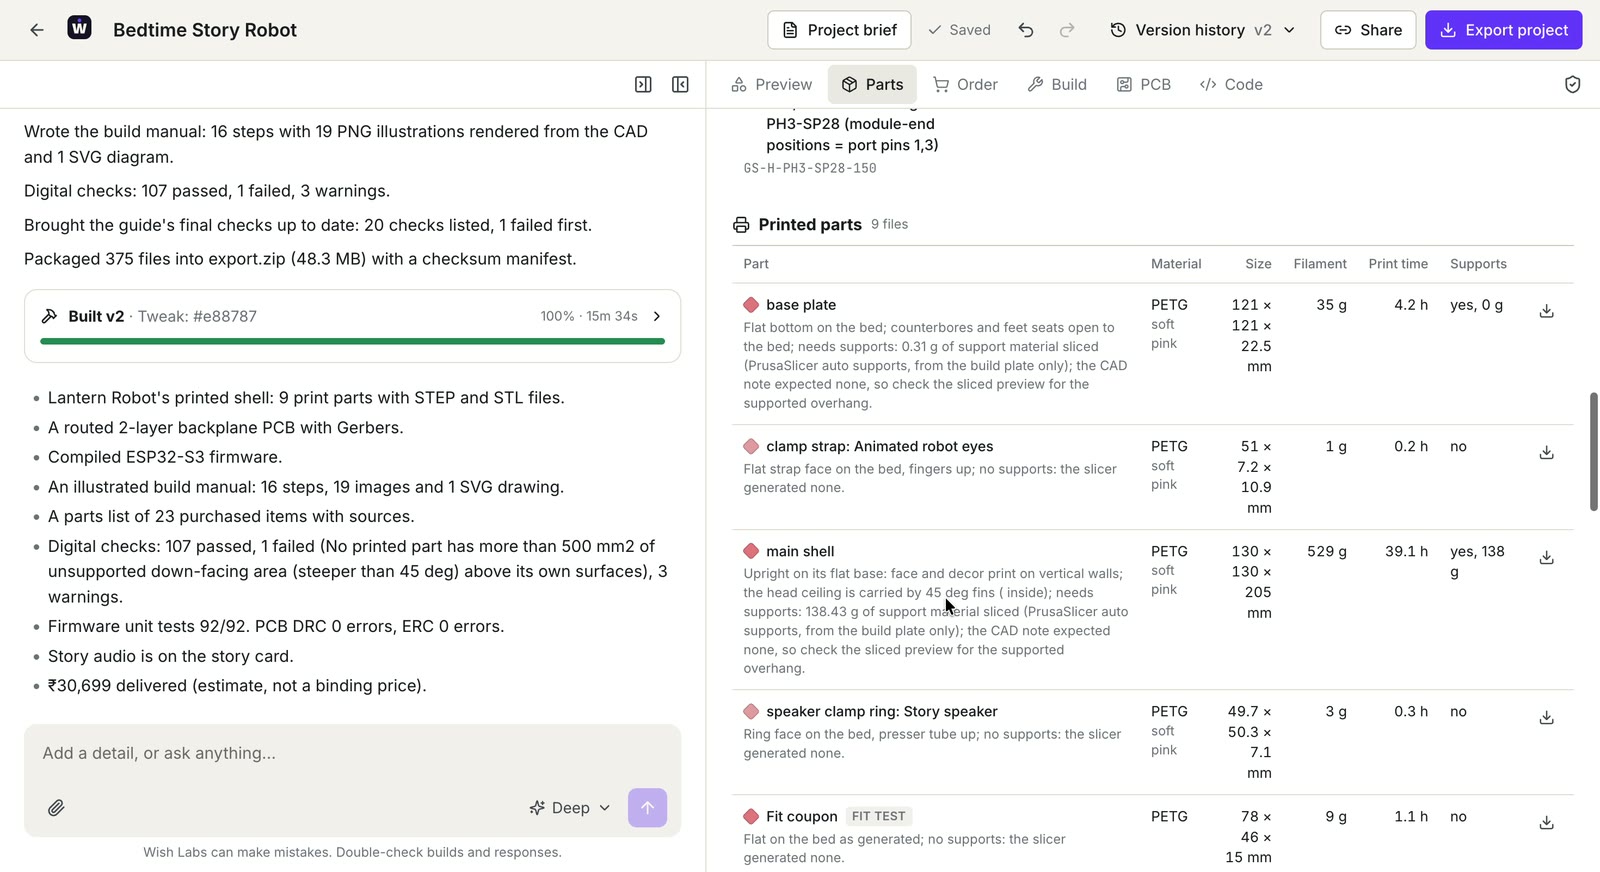 Bedtime Story Robot
Project brief
Saved
Version history v2
Share
Export project
Preview
Parts
Order
Build
PCB
Code
Wrote the build manual: 16 steps with 19 PNG illustrations rendered from the CAD
and 1 SVG diagram.
Digital checks: 107 passed, 1 failed, 3 warnings.
Brought the guide's final checks up to date: 20 checks listed, 1 failed first.
Packaged 375 files into export.zip (48.3 MB) with a checksum manifest.
Built v2 · Tweak: #e88787
100% · 15m 34s
• Lantern Robot's printed shell: 9 print parts with STEP and STL files.
• A routed 2-layer backplane PCB with Gerbers.
• Compiled ESP32-S3 firmware.
• An illustrated build manual: 16 steps, 19 images and 1 SVG drawing.
• A parts list of 23 purchased items with sources.
• Digital checks: 107 passed, 1 failed (No printed part has more than 500 mm2 of
unsupported down-facing area (steeper than 45 deg) above its own surfaces), 3
warnings.
• Firmware unit tests 92/92. PCB DRC 0 errors, ERC 0 errors.
• Story audio is on the story card.
• ₹30,699 delivered (estimate, not a binding price).
Add a detail, or ask anything...
Deep
Wish Labs can make mistakes. Double-check builds and responses.
PH3-SP28 (module-end
positions = port pins 1,3)
GS-H-PH3-SP28-150
Printed parts 9 files
Part Material Size Filament Print time Supports
base plate
Flat bottom on the bed; counterbores and feet seats open to
the bed; needs supports: 0.31 g of support material sliced
(PrusaSlicer auto supports, from the build plate only); the CAD
note expected none, so check the sliced preview for the
supported overhang.
PETG
soft
pink
121 ×
121 ×
22.5
mm
35 g
4.2 h
yes, 0 g
clamp strap: Animated robot eyes
Flat strap face on the bed, fingers up; no supports: the slicer
generated none.
PETG
soft
pink
51 ×
7.2 ×
10.9
mm
1 g
0.2 h
no
main shell
Upright on its flat base: face and decor print on vertical walls;
the head ceiling is carried by 45 deg fins ( inside); needs
supports: 138.43 g of support material sliced (PrusaSlicer auto
supports, from the build plate only); the CAD note expected
none, so check the sliced preview for the supported
overhang.
PETG
soft
pink
130 ×
130 ×
205
mm
529 g
39.1 h
yes, 138
g
speaker clamp ring: Story speaker
Ring face on the bed, presser tube up; no supports: the slicer
generated none.
PETG
soft
pink
49.7 ×
50.3 ×
7.1
mm
3 g
0.3 h
no
Fit coupon FIT TEST
Flat on the bed as generated; no supports: the slicer
generated none.
PETG
78 ×
46 ×
15 mm
9 g
1.1 h
no